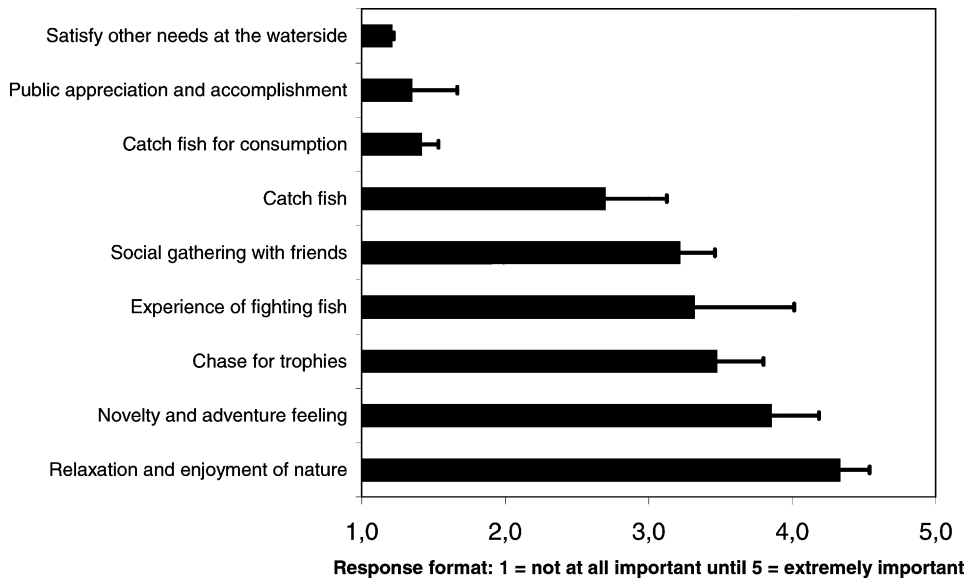 Satisfy other needs at the waterside
Public appreciation and accomplishment
Catch fish for consumption
Catch fish
Social gathering with friends
Experience of fighting fish
Chase for trophies
Novelty and adventure feeling
Relaxation and enjoyment of nature
1,0 2,0 3,0 4,0 5,0
Response format: 1 = not at all important until 5 = extremely important